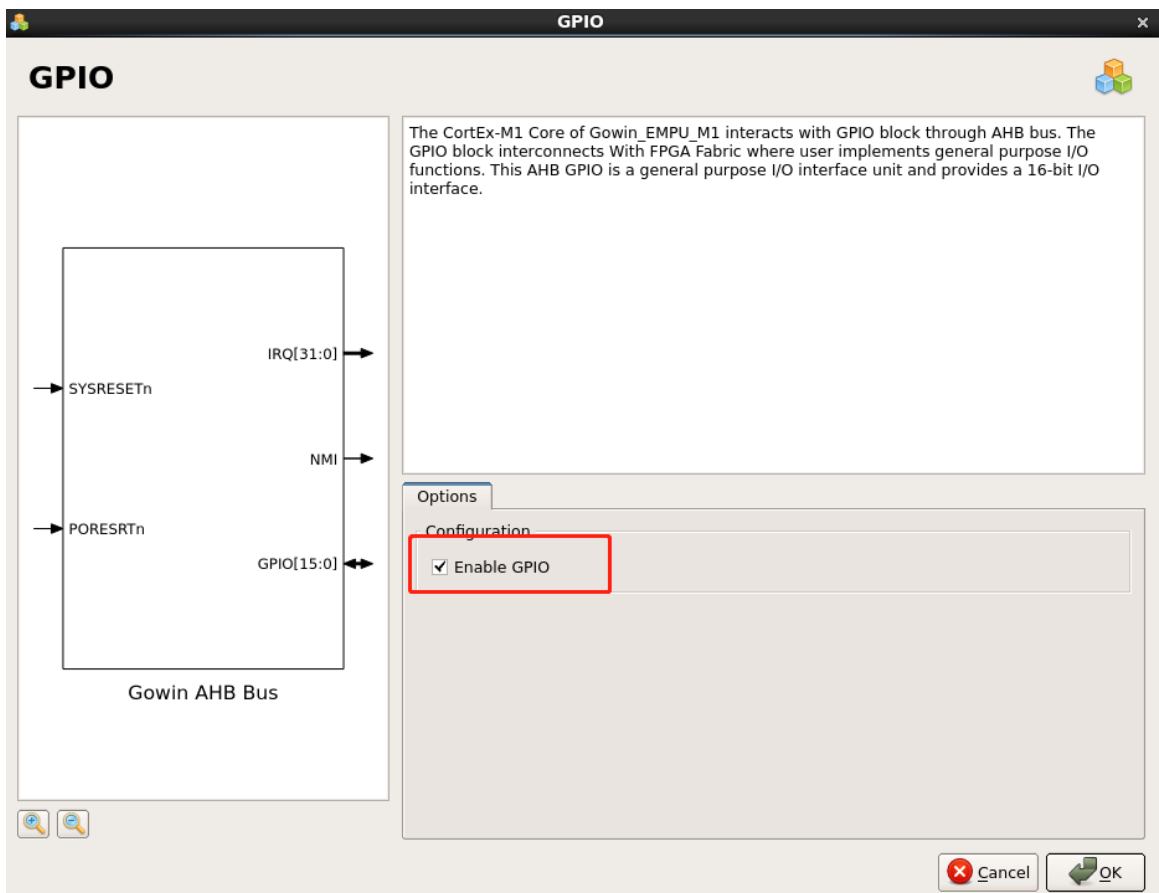 GPIO
GPIO
The CortEx-M1 Core of Gowin_EMPU_M1 interacts with GPIO block through AHB bus. The
GPIO block interconnects With FPGA Fabric where user implements general purpose I/O
functions. This AHB GPIO is a general purpose I/O interface unit and provides a 16-bit I/O
interface.
IRQ[31:0]
SYSRESETn
NMI
PORESRTn
GPIO[15:0]
Gowin AHB Bus
Options
Configuration
Enable GPIO
Cancel
OK